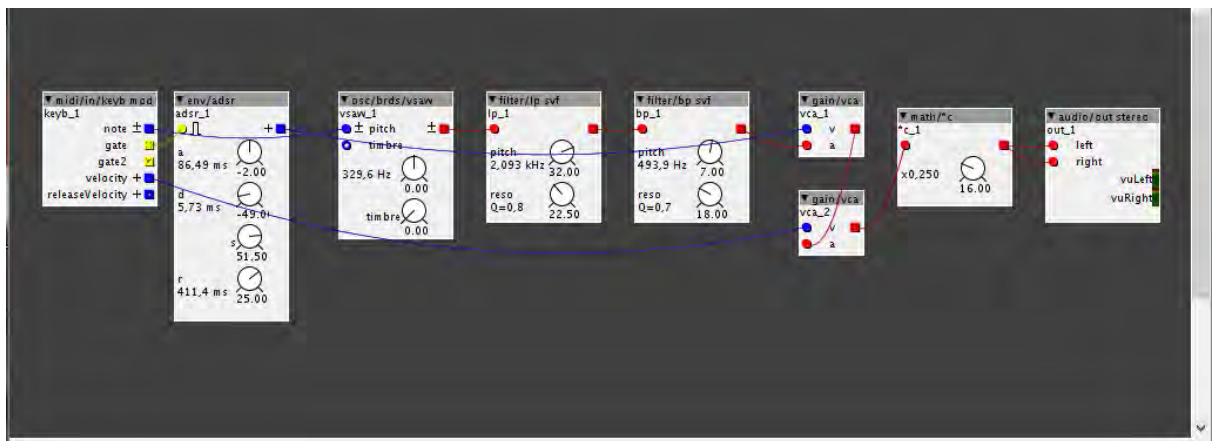 midi/in/keyb mod
keyb_1
note ±
gate
gate2
velocity +
releaseVelocity +
env/adsr
adsr_1
+
a
86,49 ms
-2.00
d
5,73 ms
-49.0
s
51.50
r
411,4 ms
25.00
osc/brds/vsaw
vsaw_1
± pitch ±
timbre
329,6 Hz
0.00
timbre
0.00
filter/lp svf
lp_1
pitch
2,093 kHz
32.00
reso
Q=0,8
22.50
filter/bp svf
bp_1
pitch
493,9 Hz
7.00
reso
Q=0,7
18.00
gain/vca
vca_1
v
a
gain/vca
vca_2
v
a
math/*c
*c_1
x0,250
16.00
audio/out stereo
out_1
left
right
vuLeft
vuRight